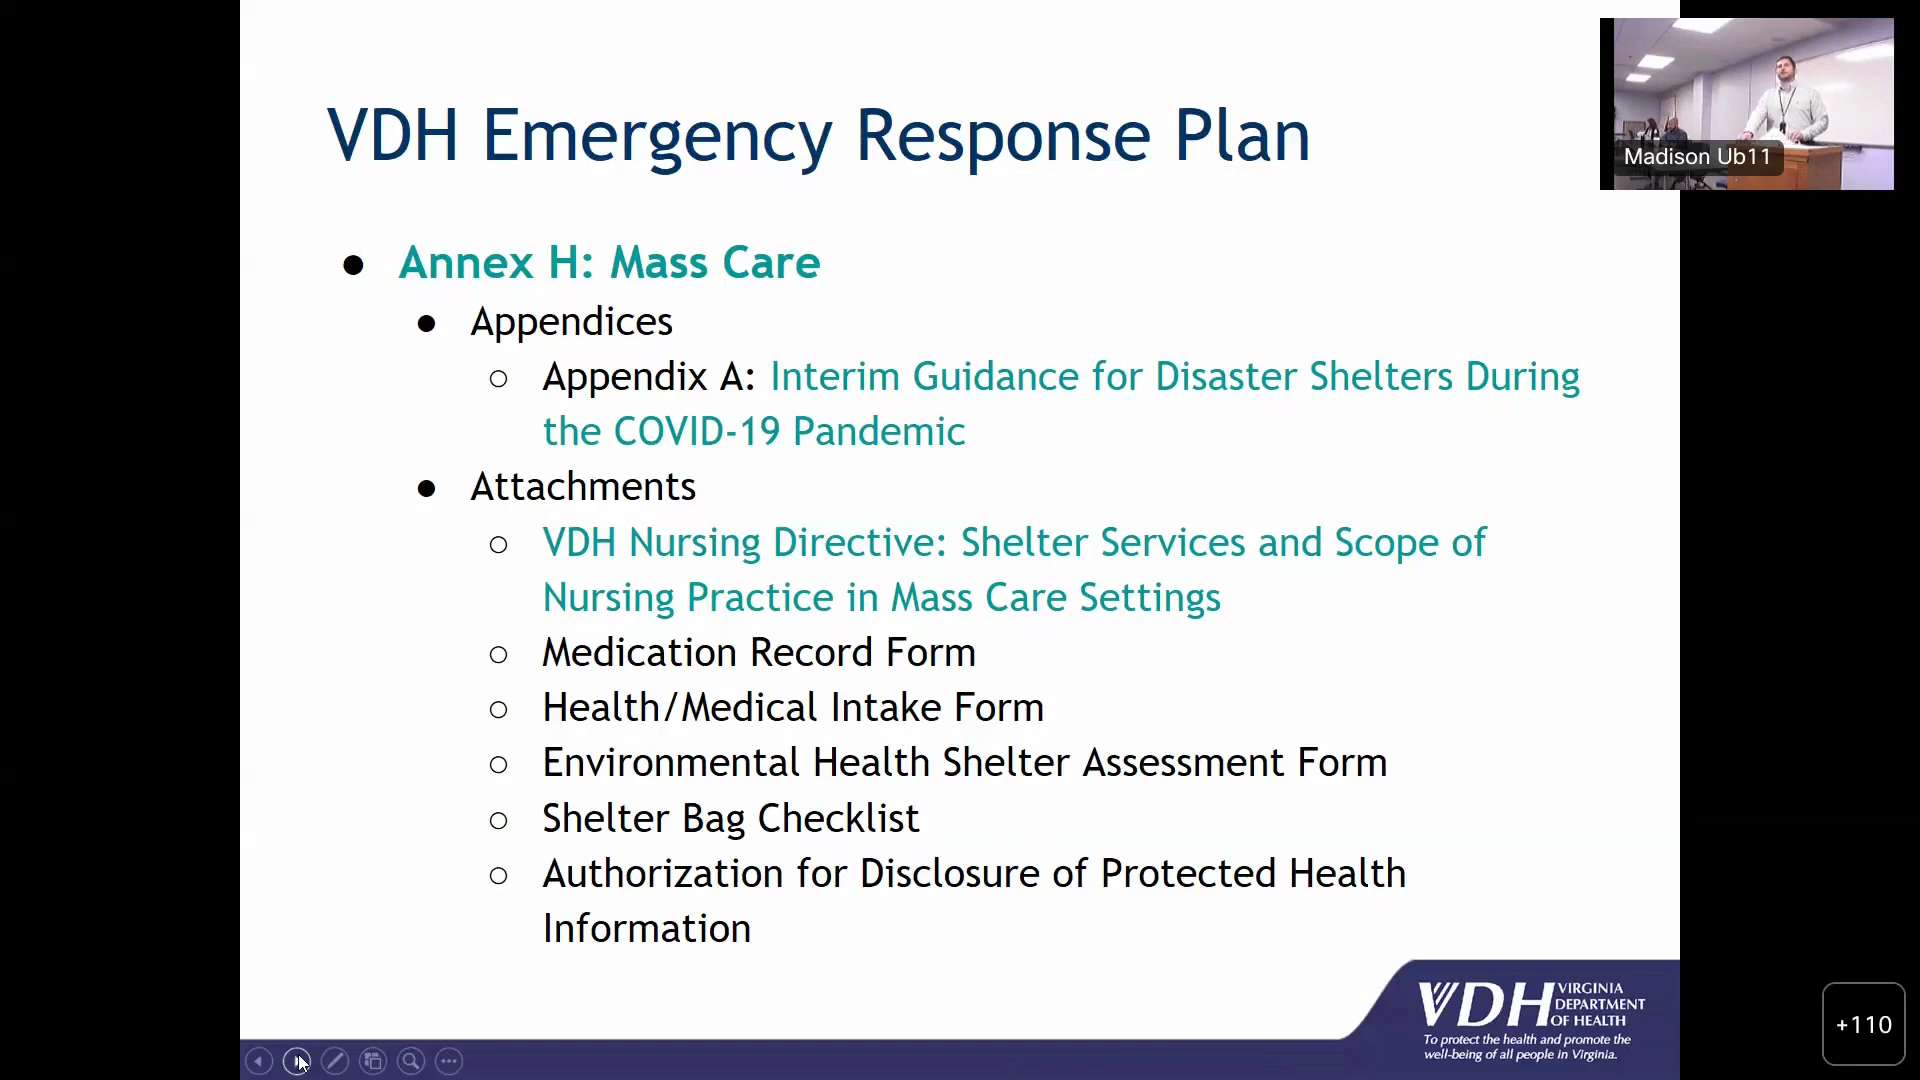 VDH Emergency Response Plan
Madison Ub11
● Annex H: Mass Care
● Appendices
○ Appendix A: Interim Guidance for Disaster Shelters During
the COVID-19 Pandemic
● Attachments
○ VDH Nursing Directive: Shelter Services and Scope of
Nursing Practice in Mass Care Settings
○ Medication Record Form
○ Health/Medical Intake Form
○ Environmental Health Shelter Assessment Form
○ Shelter Bag Checklist
○ Authorization for Disclosure of Protected Health
Information
VDH VIRGINIA
DEPARTMENT
OF HEALTH
To protect the health and promote the
well-being of all people in Virginia.
+110